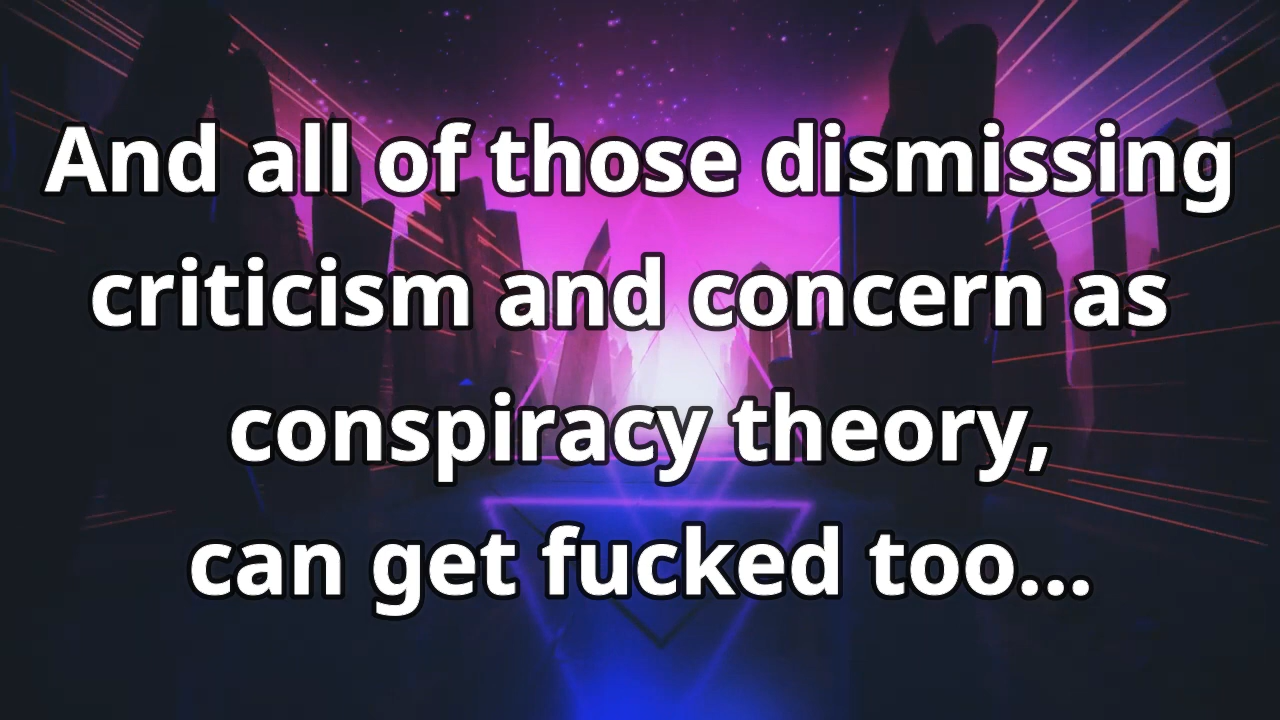 And all of those dismissing
criticism and concern as
conspiracy theory,
can get fucked too...